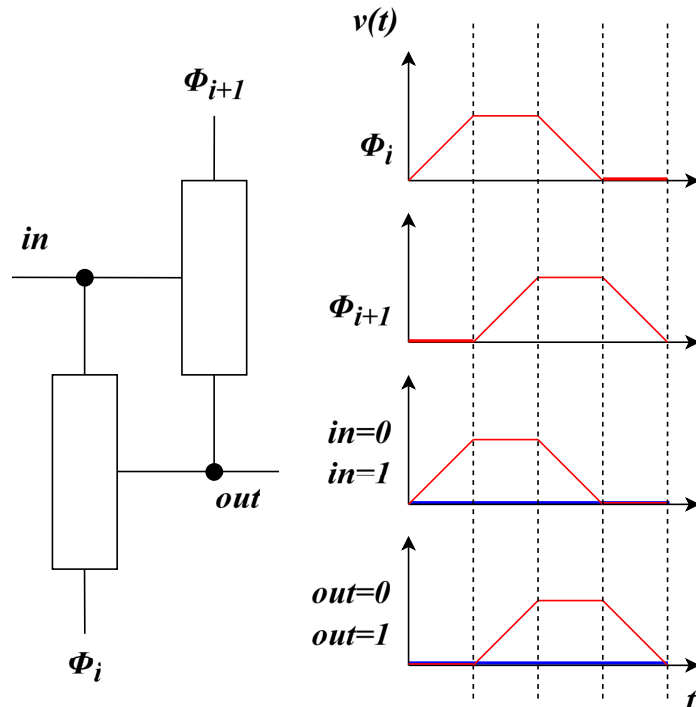 v(t)
Φi+1
Φi
in
Φi+1
in=0
in=1
out
out=0
out=1
Φi
t